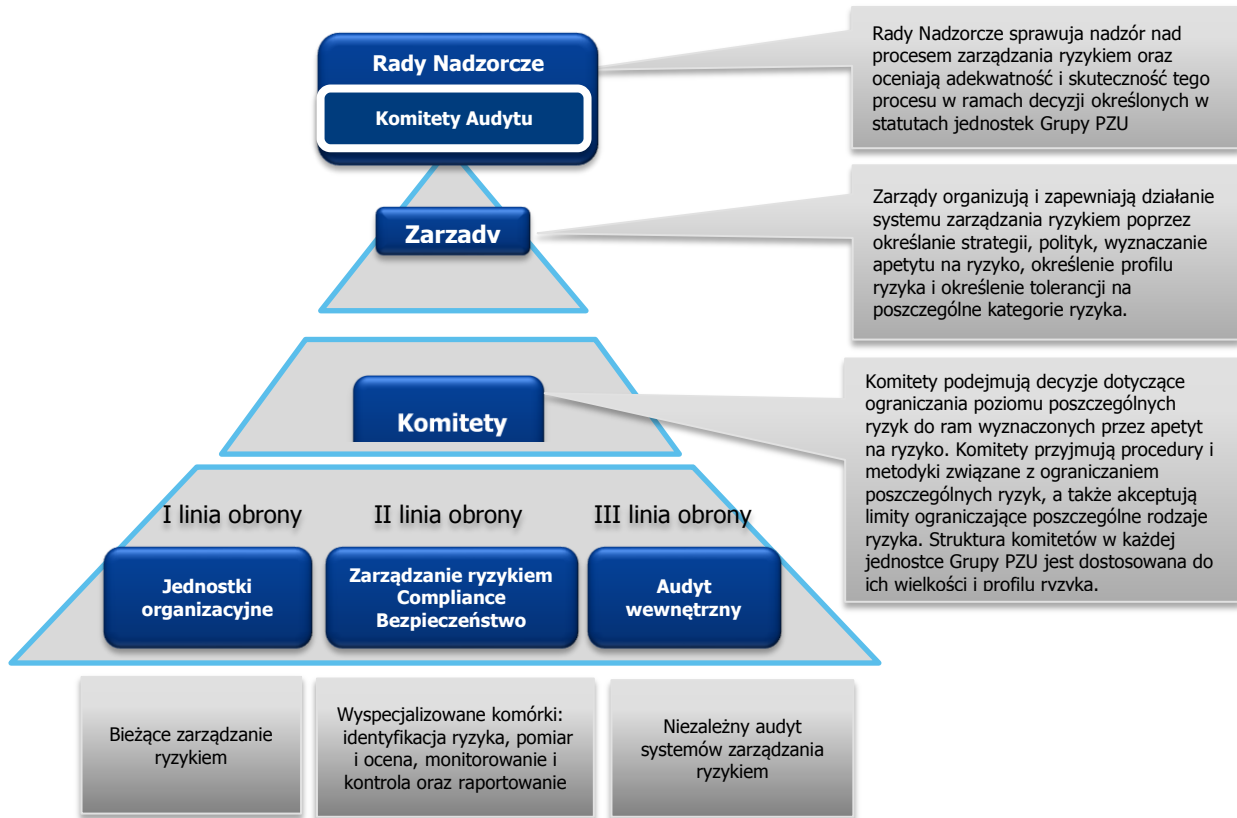 Rady Nadzorcze
Komitety Audytu
Rady Nadzorcze sprawuja nadzór nad
procesem zarządzania ryzykiem oraz
oceniają adekwatność i skuteczność tego
procesu w ramach decyzji określonych w
statutach jednostek Grupy PZU
Zarządy
Zarządy organizują i zapewniają działanie
systemu zarządzania ryzykiem poprzez
określanie strategii, polityk, wyznaczanie
apetytu na ryzyko, określenie profilu
ryzyka i określenie tolerancji na
poszczególne kategorie ryzyka.
Komitety
Komitety podejmują decyzje dotyczące
ograniczania poziomu poszczególnych
ryzyk do ram wyznaczonych przez apetyt
na ryzyko. Komitety przyjmują procedury i
metodyki związane z ograniczaniem
poszczególnych ryzyk, a także akceptują
limity ograniczające poszczególne rodzaje
ryzyka. Struktura komitetów w każdej
jednostce Grupy PZU jest dostosowana do
ich wielkości i profilu ryzyka.
I linia obrony
II linia obrony
III linia obrony
Jednostki
organizacyjne
Zarządzanie ryzykiem
Compliance
Bezpieczeństwo
Audyt
wewnętrzny
Bieżące zarządzanie
ryzykiem
Wyspecjalizowane komórki:
identyfikacja ryzyka, pomiar
i ocena, monitorowanie i
kontrola oraz raportowanie
Niezależny audyt
systemów zarządzania
ryzykiem